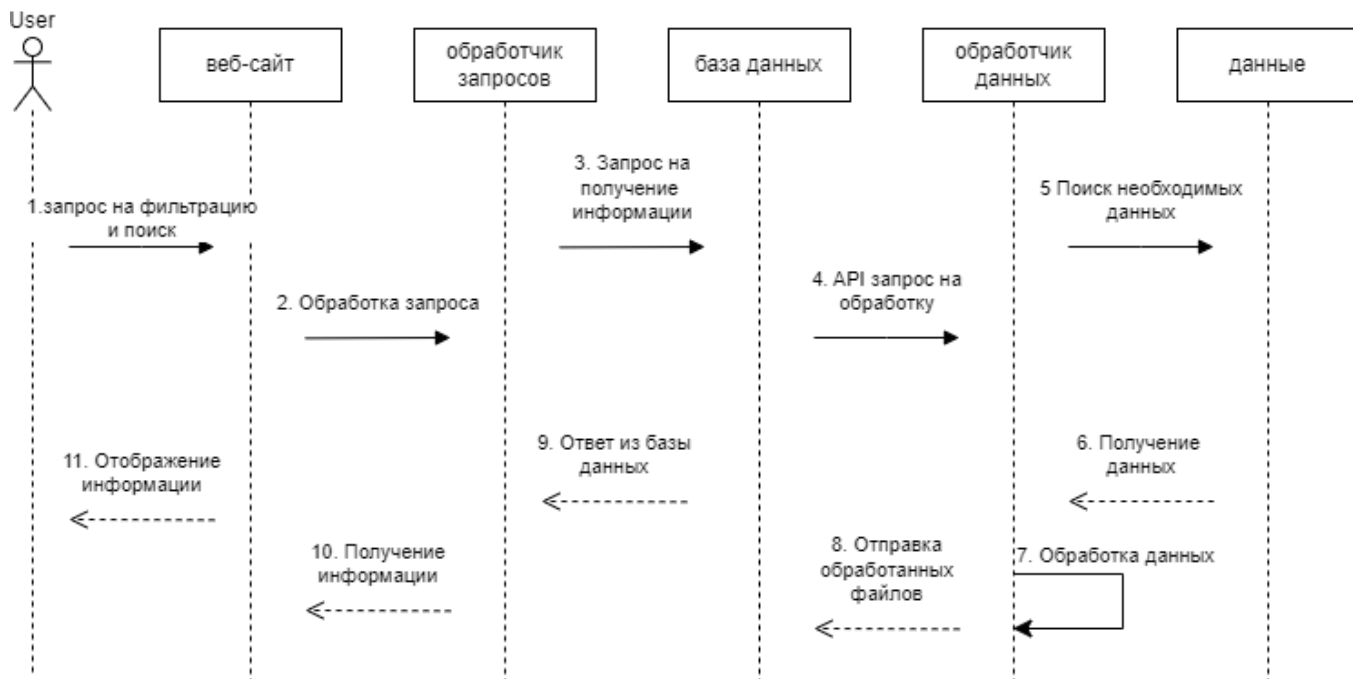 User
веб-сайт
обработчик
запросов
база данных
обработчик
данных
данные
1.запрос на фильтрацию
и поиск
2. Обработка запроса
3. Запрос на
получение
информации
4. API запрос на
обработку
5 Поиск необходимых
данных
6. Получение
данных
7. Обработка данных
8. Отправка
обработанных
файлов
9. Ответ из базы
данных
10. Получение
информации
11. Отображение
информации